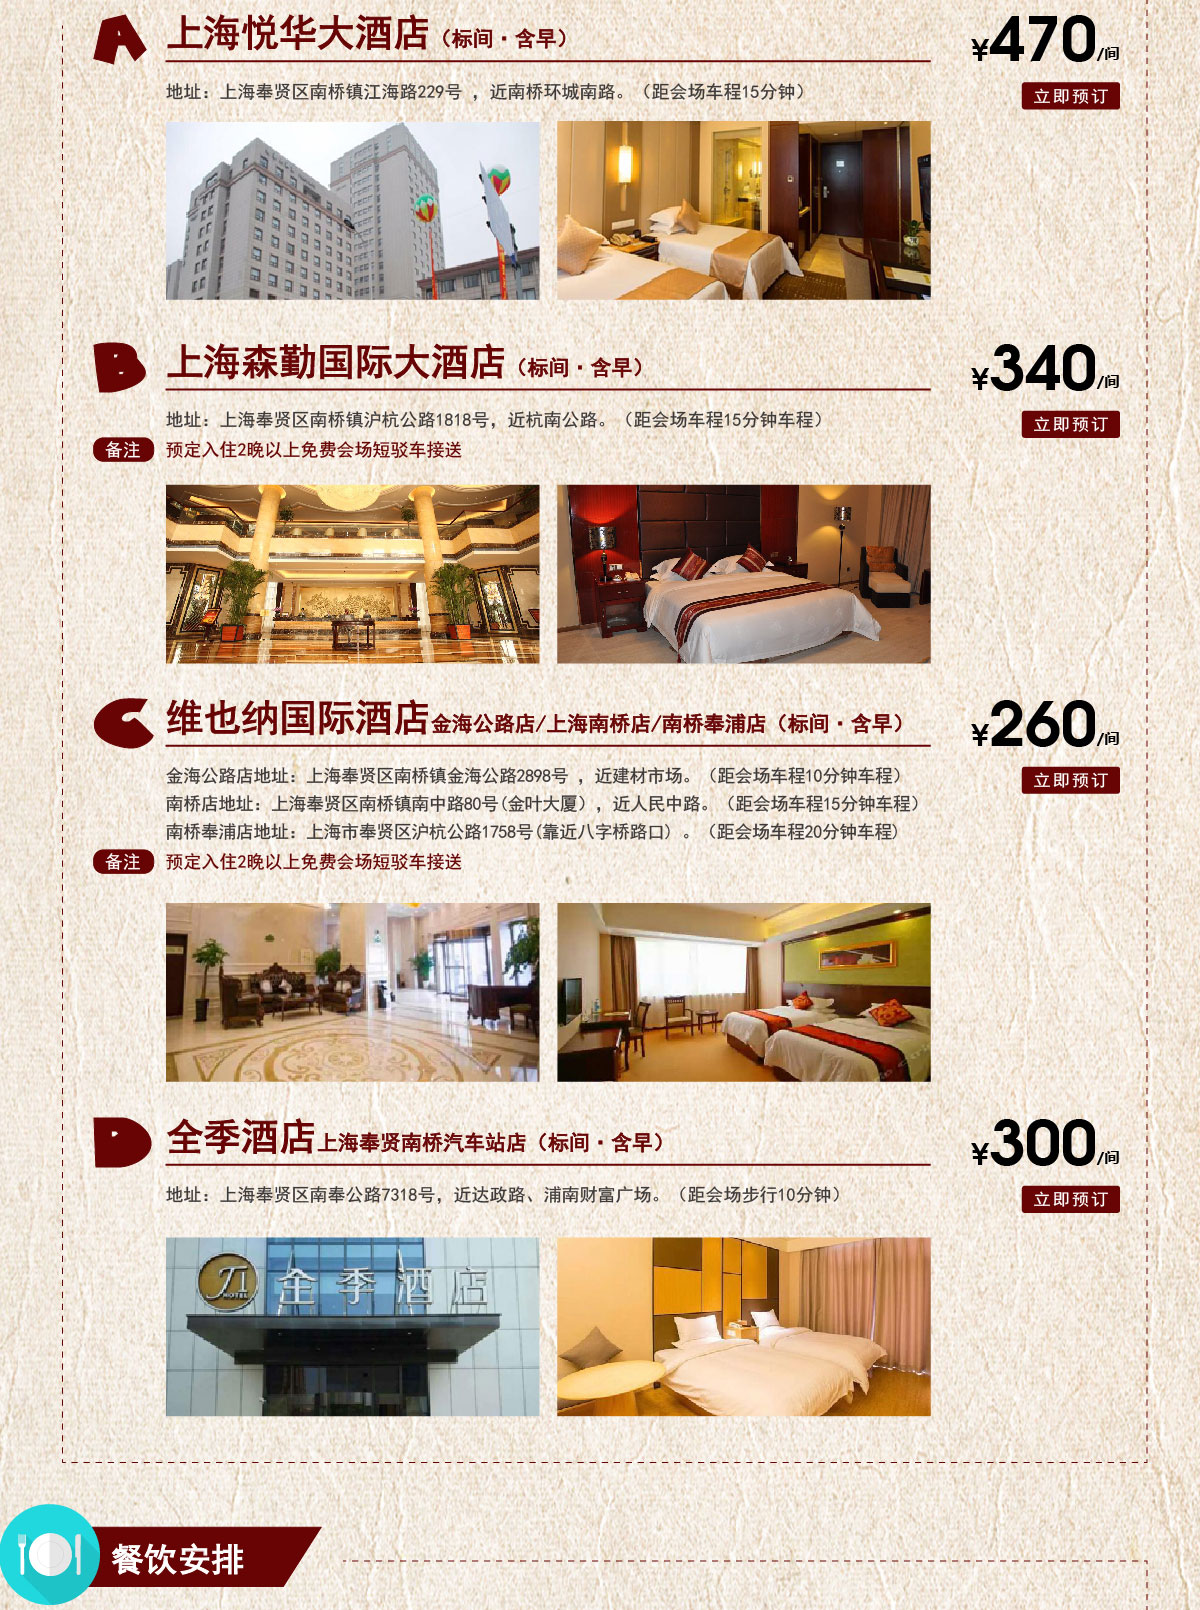 A 上海悦华大酒店（标间·含早） ¥470/间
地址：上海奉贤区南桥镇江海路229号 ，近南桥环城南路。（距会场车程15分钟）
立即预订
B 上海森勤国际大酒店（标间·含早） ¥340/间
地址：上海奉贤区南桥镇沪杭公路1818号，近杭南公路。（距会场车程15分钟车程）
立即预订
备注 预定入住2晚以上免费会场短驳车接送
C 维也纳国际酒店金海公路店/上海南桥店/南桥奉浦店（标间·含早） ¥260/间
金海公路店地址：上海奉贤区南桥镇金海公路2898号 ，近建材市场。（距会场车程10分钟车程）
立即预订
南桥店地址：上海奉贤区南桥镇南中路80号(金叶大厦），近人民中路。（距会场车程15分钟车程）
南桥奉浦店地址：上海市奉贤区沪杭公路1758号(靠近八字桥路口）。（距会场车程20分钟车程）
备注 预定入住2晚以上免费会场短驳车接送
D 全季酒店上海奉贤南桥汽车站店（标间·含早） ¥300/间
地址：上海奉贤区南奉公路7318号，近达政路、浦南财富广场。（距会场步行10分钟）
立即预订
JI HOTEL 全季酒店
餐饮安排